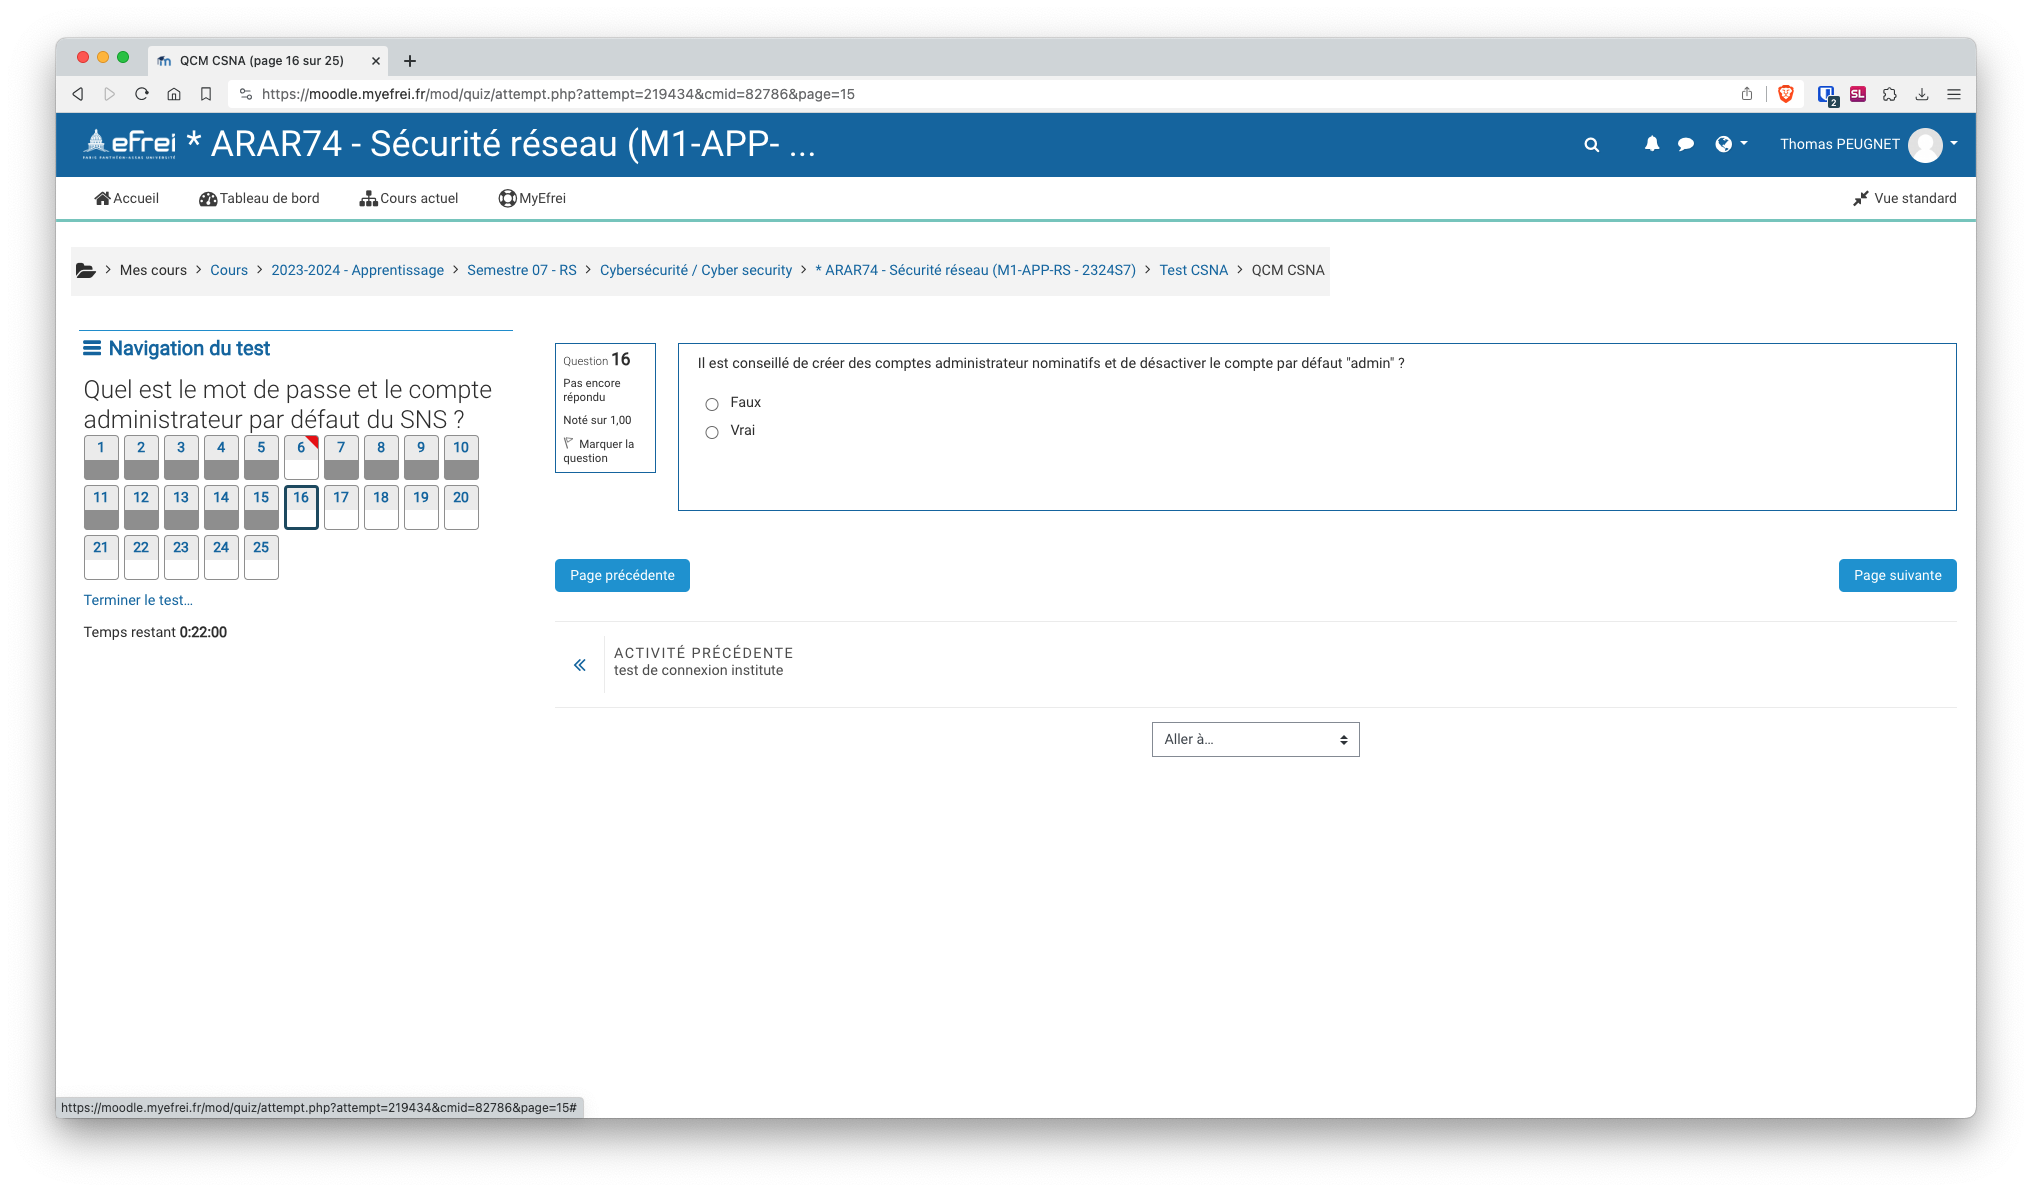 QCM CSNA (page 16 sur 25)
https://moodle.myefrei.fr/mod/quiz/attempt.php?attempt=219434&cmid=82786&page=15
2
SL
efrei
PARIS PANTHÉON-ASSAS UNIVERSITÉ
* ARAR74 - Sécurité réseau (M1-APP- ...
Thomas PEUGNET
Accueil
Tableau de bord
Cours actuel
MyEfrei
Vue standard
Mes cours > Cours > 2023-2024 - Apprentissage > Semestre 07 - RS > Cybersécurité / Cyber security > * ARAR74 - Sécurité réseau (M1-APP-RS - 2324S7) > Test CSNA > QCM CSNA
Navigation du test
Quel est le mot de passe et le compte
administrateur par défaut du SNS ?
1 2 3 4 5 6 7 8 9 10
11 12 13 14 15 16 17 18 19 20
21 22 23 24 25
Terminer le test...
Temps restant 0:22:00
Question 16
Pas encore
répondu
Noté sur 1,00
Marquer la
question
Il est conseillé de créer des comptes administrateur nominatifs et de désactiver le compte par défaut "admin" ?
Faux
Vrai
Page précédente
Page suivante
ACTIVITÉ PRÉCÉDENTE
test de connexion institute
Aller à...
https://moodle.myefrei.fr/mod/quiz/attempt.php?attempt=219434&cmid=82786&page=15#